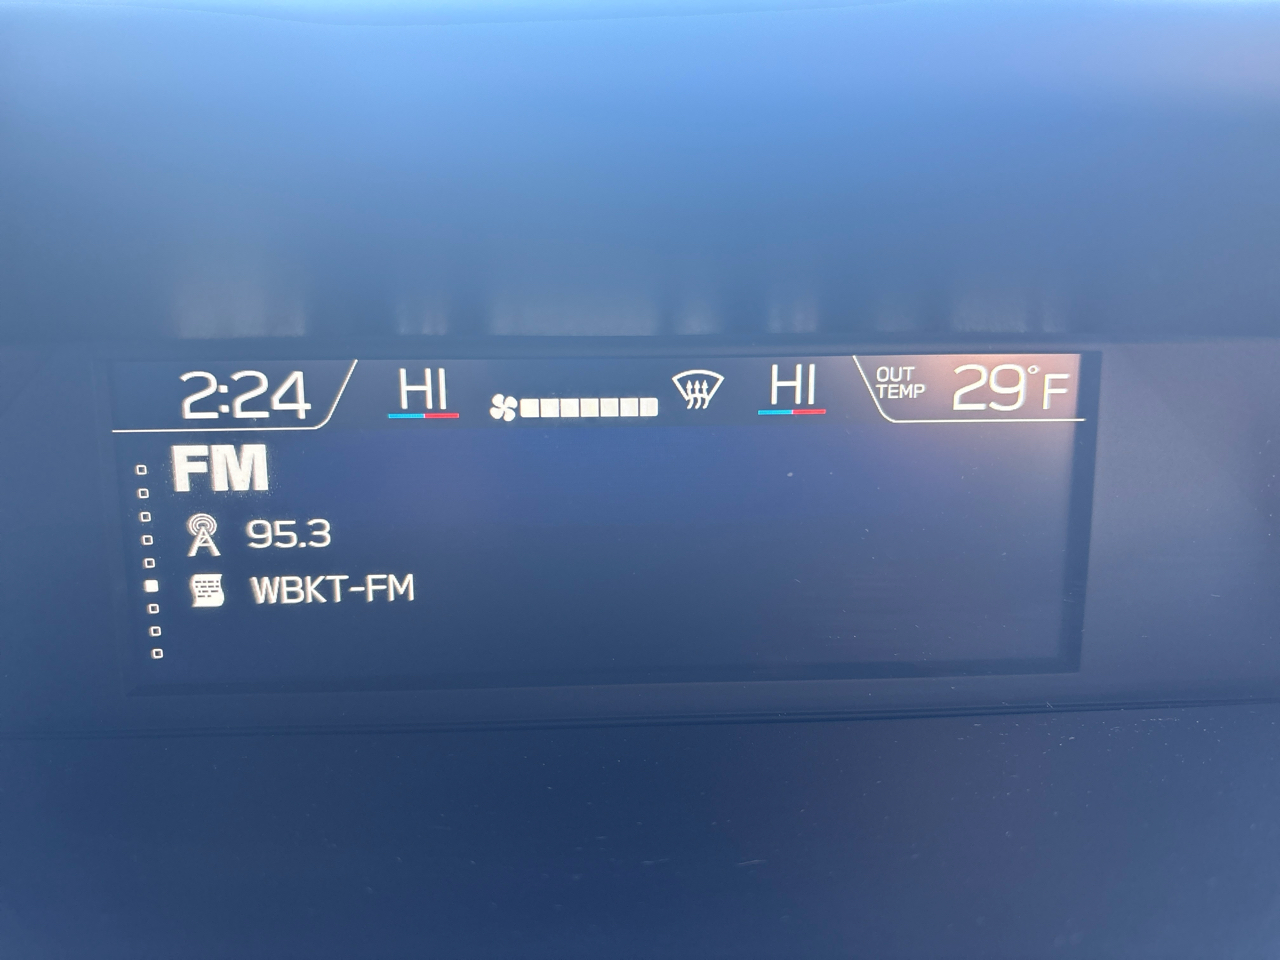 2:24 HI HI OUT TEMP 29°F
FM
95.3
WBKT-FM